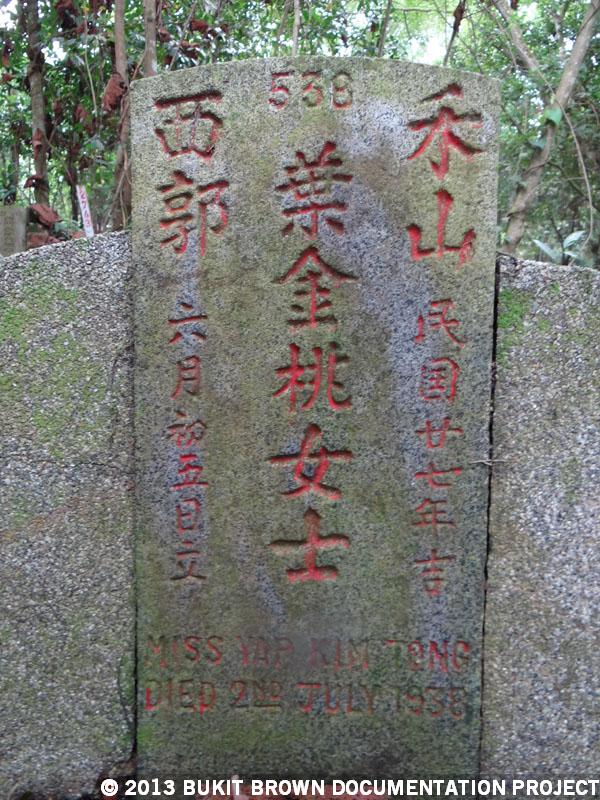 538
禾山
民国廿七年吉
葉金桃女士
西郭
六月初五日立
MISS YAP KIM TONG
DIED 2ND JULY 1938
© 2013 BUKIT BROWN DOCUMENTATION PROJECT